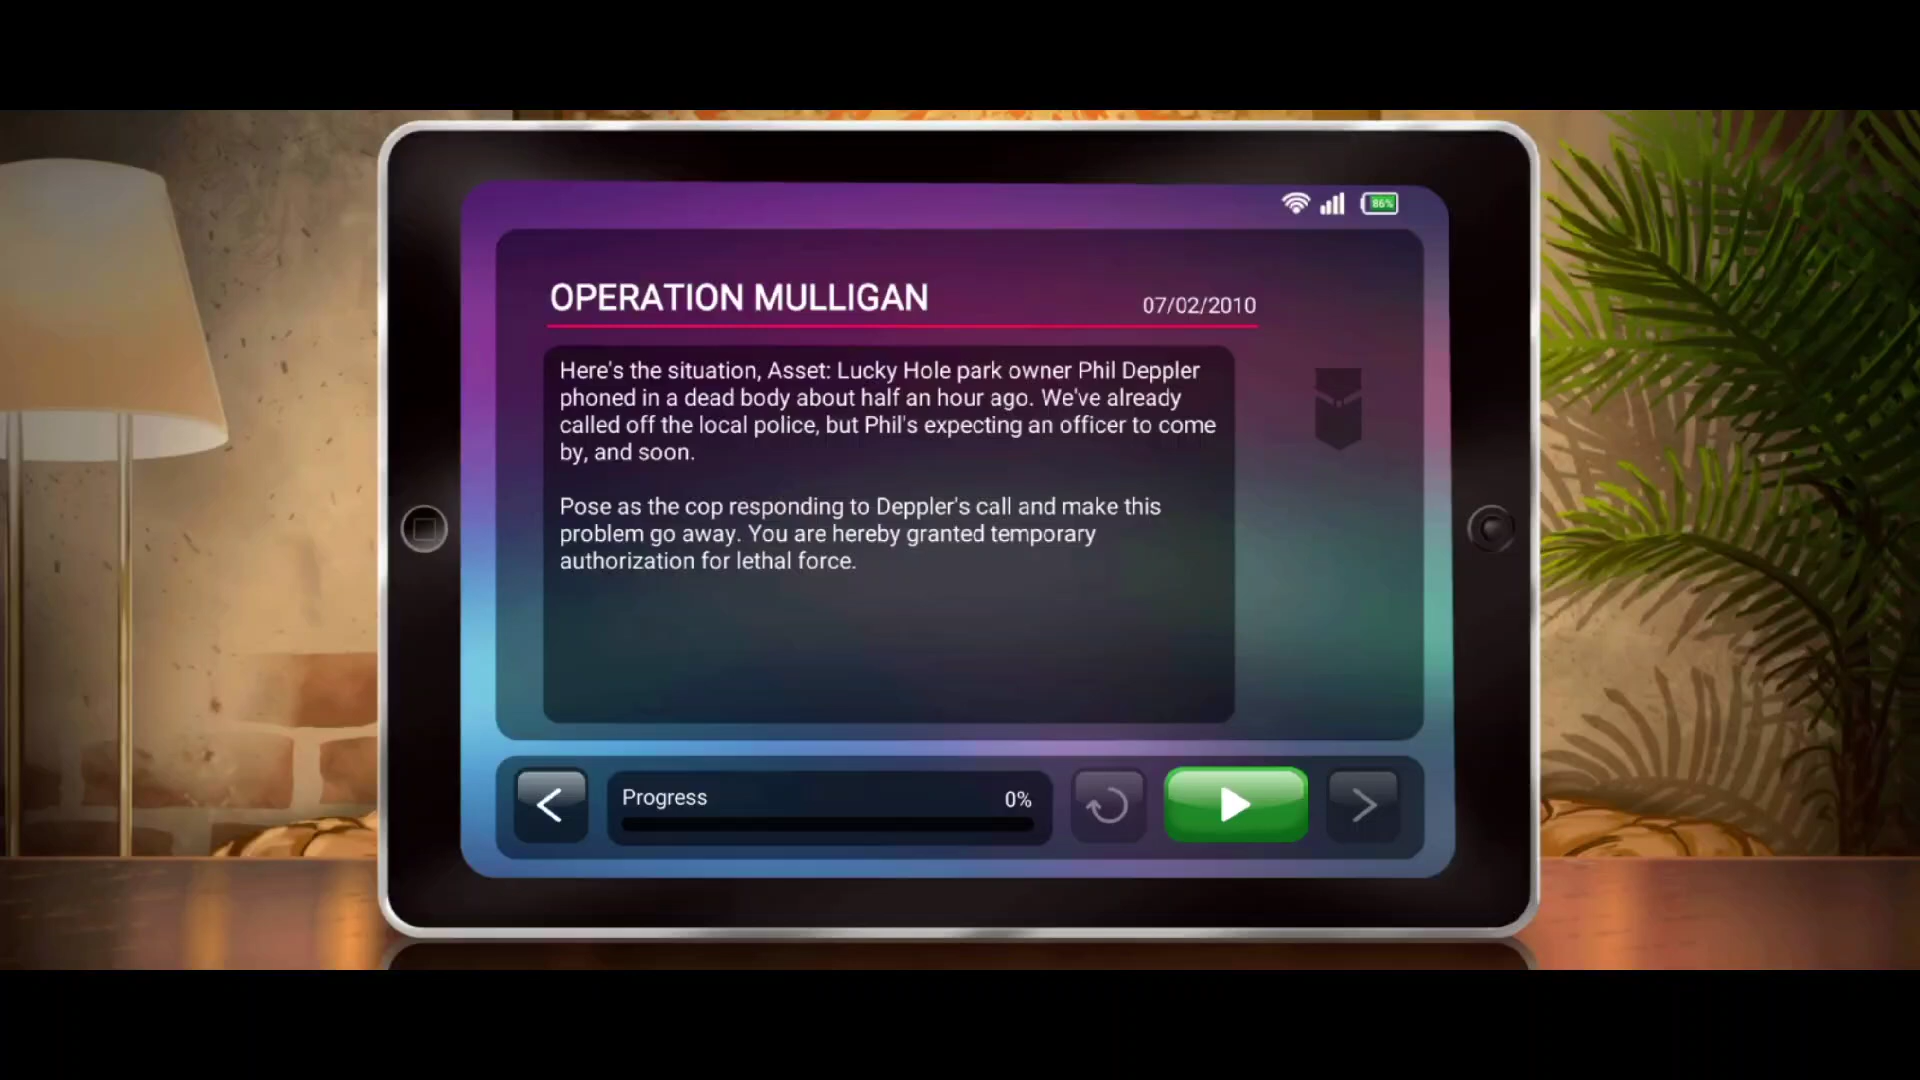 86%
OPERATION MULLIGAN
07/02/2010
Here's the situation, Asset: Lucky Hole park owner Phil Deppler
phoned in a dead body about half an hour ago. We've already
called off the local police, but Phil's expecting an officer to come
by, and soon.
Pose as the cop responding to Deppler's call and make this
problem go away. You are hereby granted temporary
authorization for lethal force.
Progress
0%